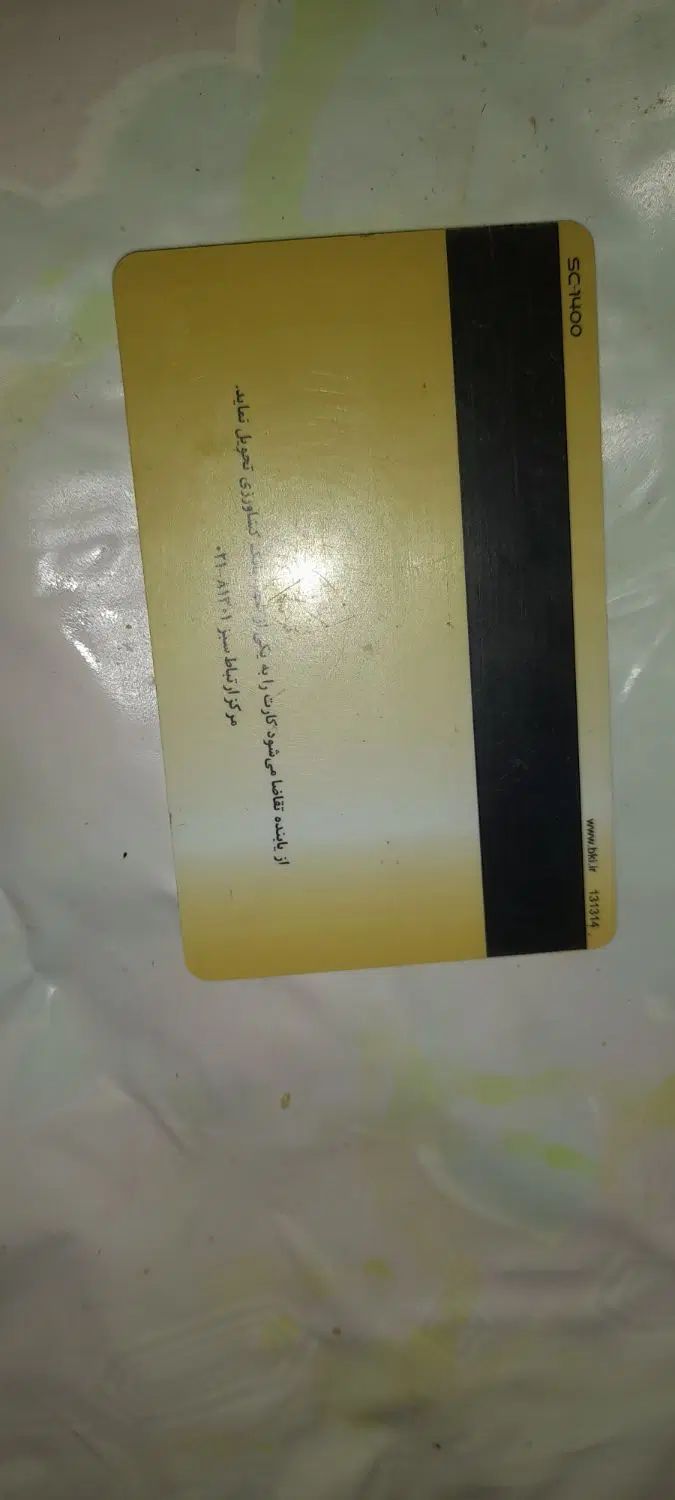 SC-1400
www.bki.ir 131314
از یابنده تقاضا می‌شود کارت را به یکی از کشاورزی تحویل نماید.
مرکز ارتباط سبز ۸۱۳۰۱-۰۲۱